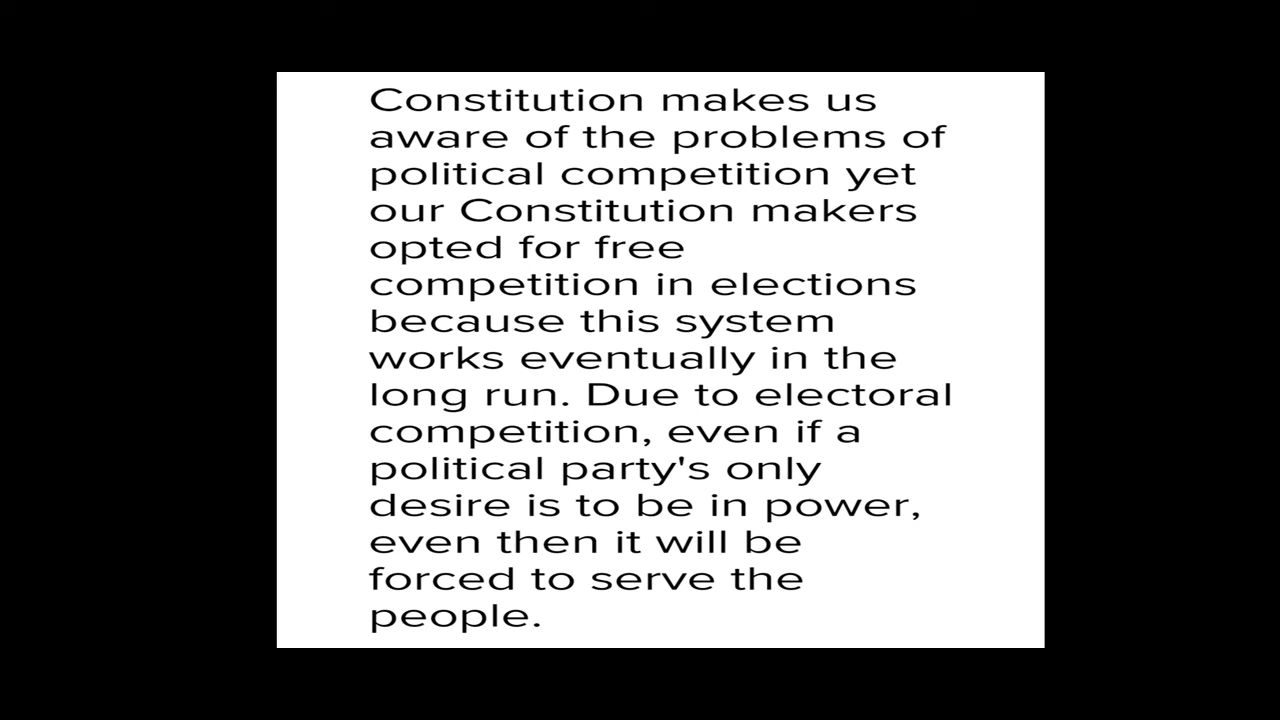 Constitution makes us
aware of the problems of
political competition yet
our Constitution makers
opted for free
competition in elections
because this system
works eventually in the
long run. Due to electoral
competition, even if a
political party's only
desire is to be in power,
even then it will be
forced to serve the
people.